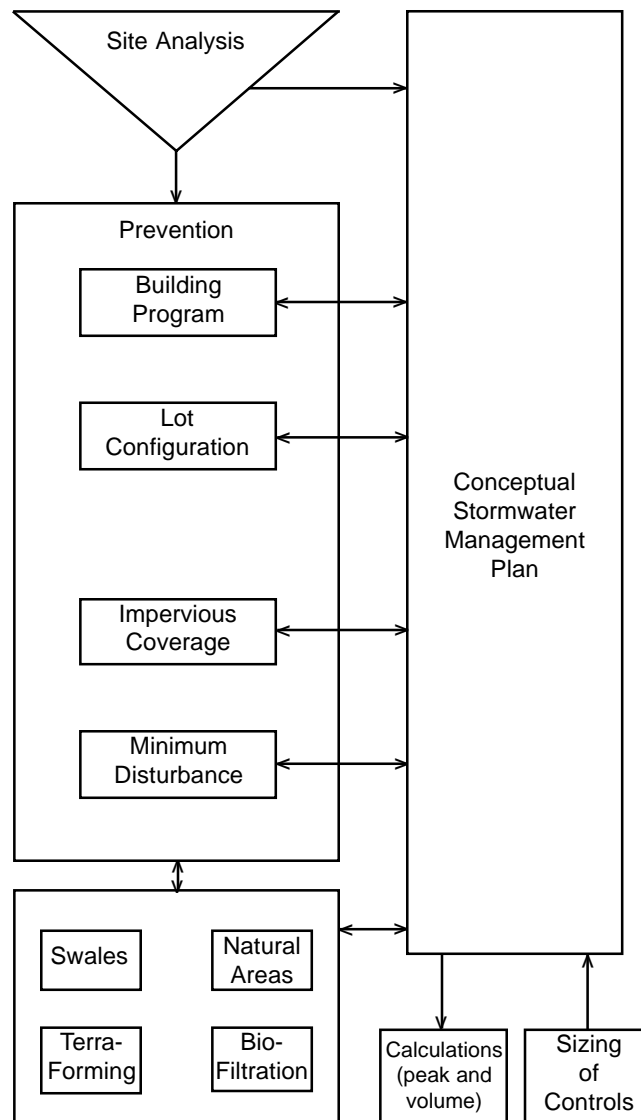 Site Analysis
Prevention
Building
Program
Lot
Configuration
Impervious
Coverage
Minimum
Disturbance
Conceptual
Stormwater
Management
Plan
Swales
Natural
Areas
Terra-
Forming
Bio-
Filtration
Calculations
(peak and
volume)
Sizing
of
Controls